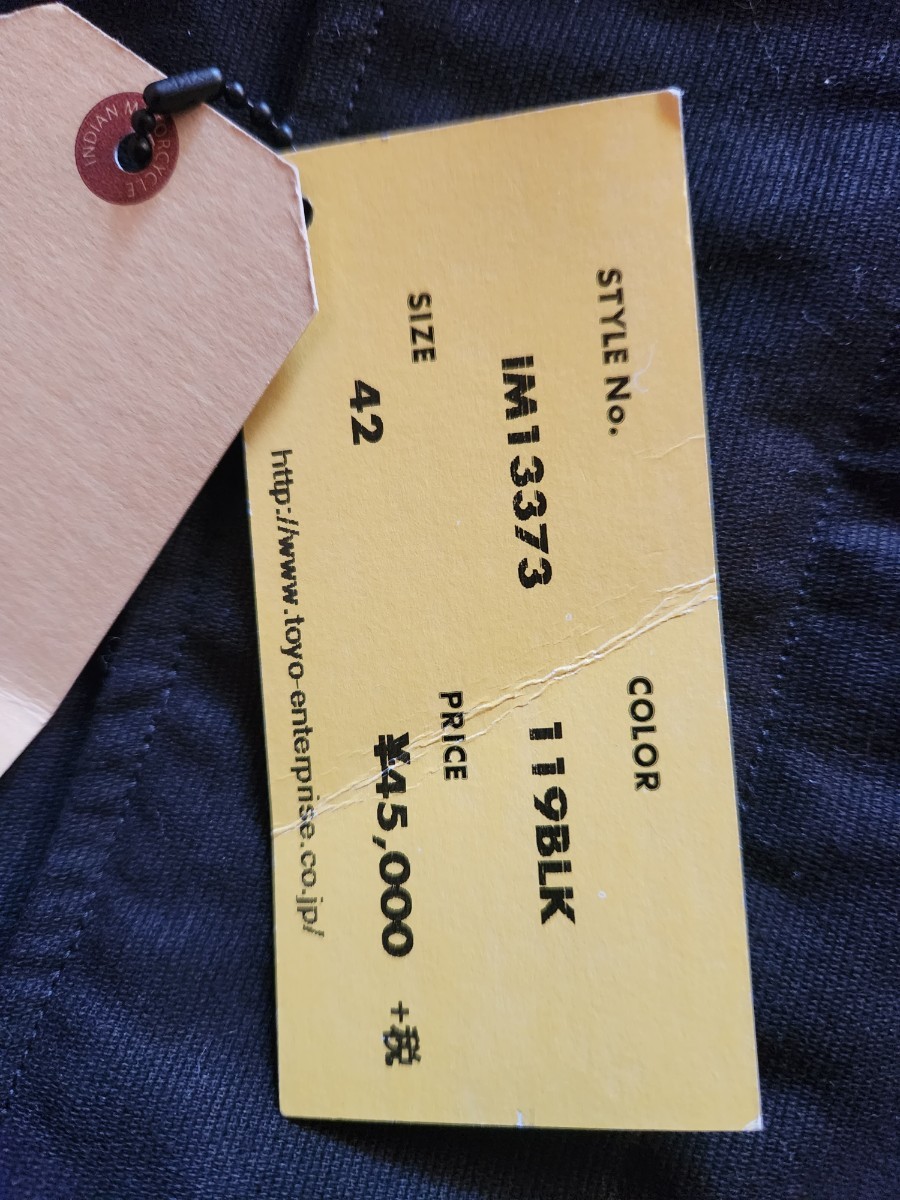 INDIAN MOTORCYCLE
STYLE No.
COLOR
IM13373
119BLK
SIZE
PRICE
42
¥45,000 +税
http://www.toyo-enterprise.co.jp/